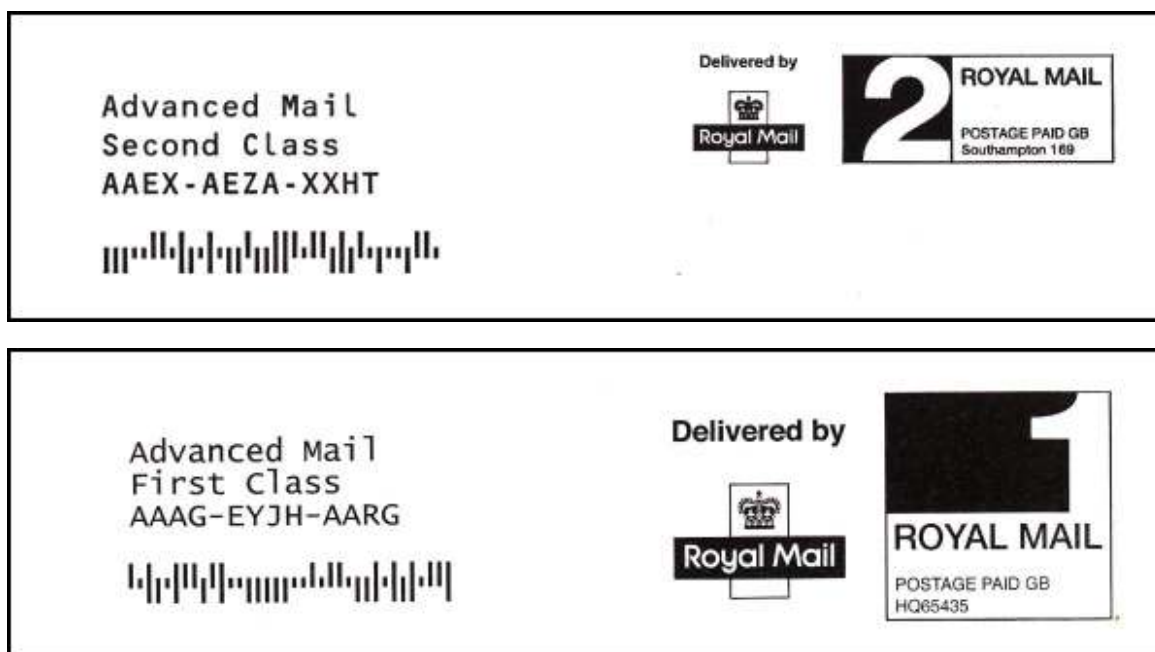 Advanced Mail
Second Class
AAEX-AEZA-XXHT
Delivered by
Royal Mail
2
ROYAL MAIL
POSTAGE PAID GB
Southampton 169
Advanced Mail
First Class
AAAG-EYJH-AARG
Delivered by
Royal Mail
1
ROYAL MAIL
POSTAGE PAID GB
HQ65435